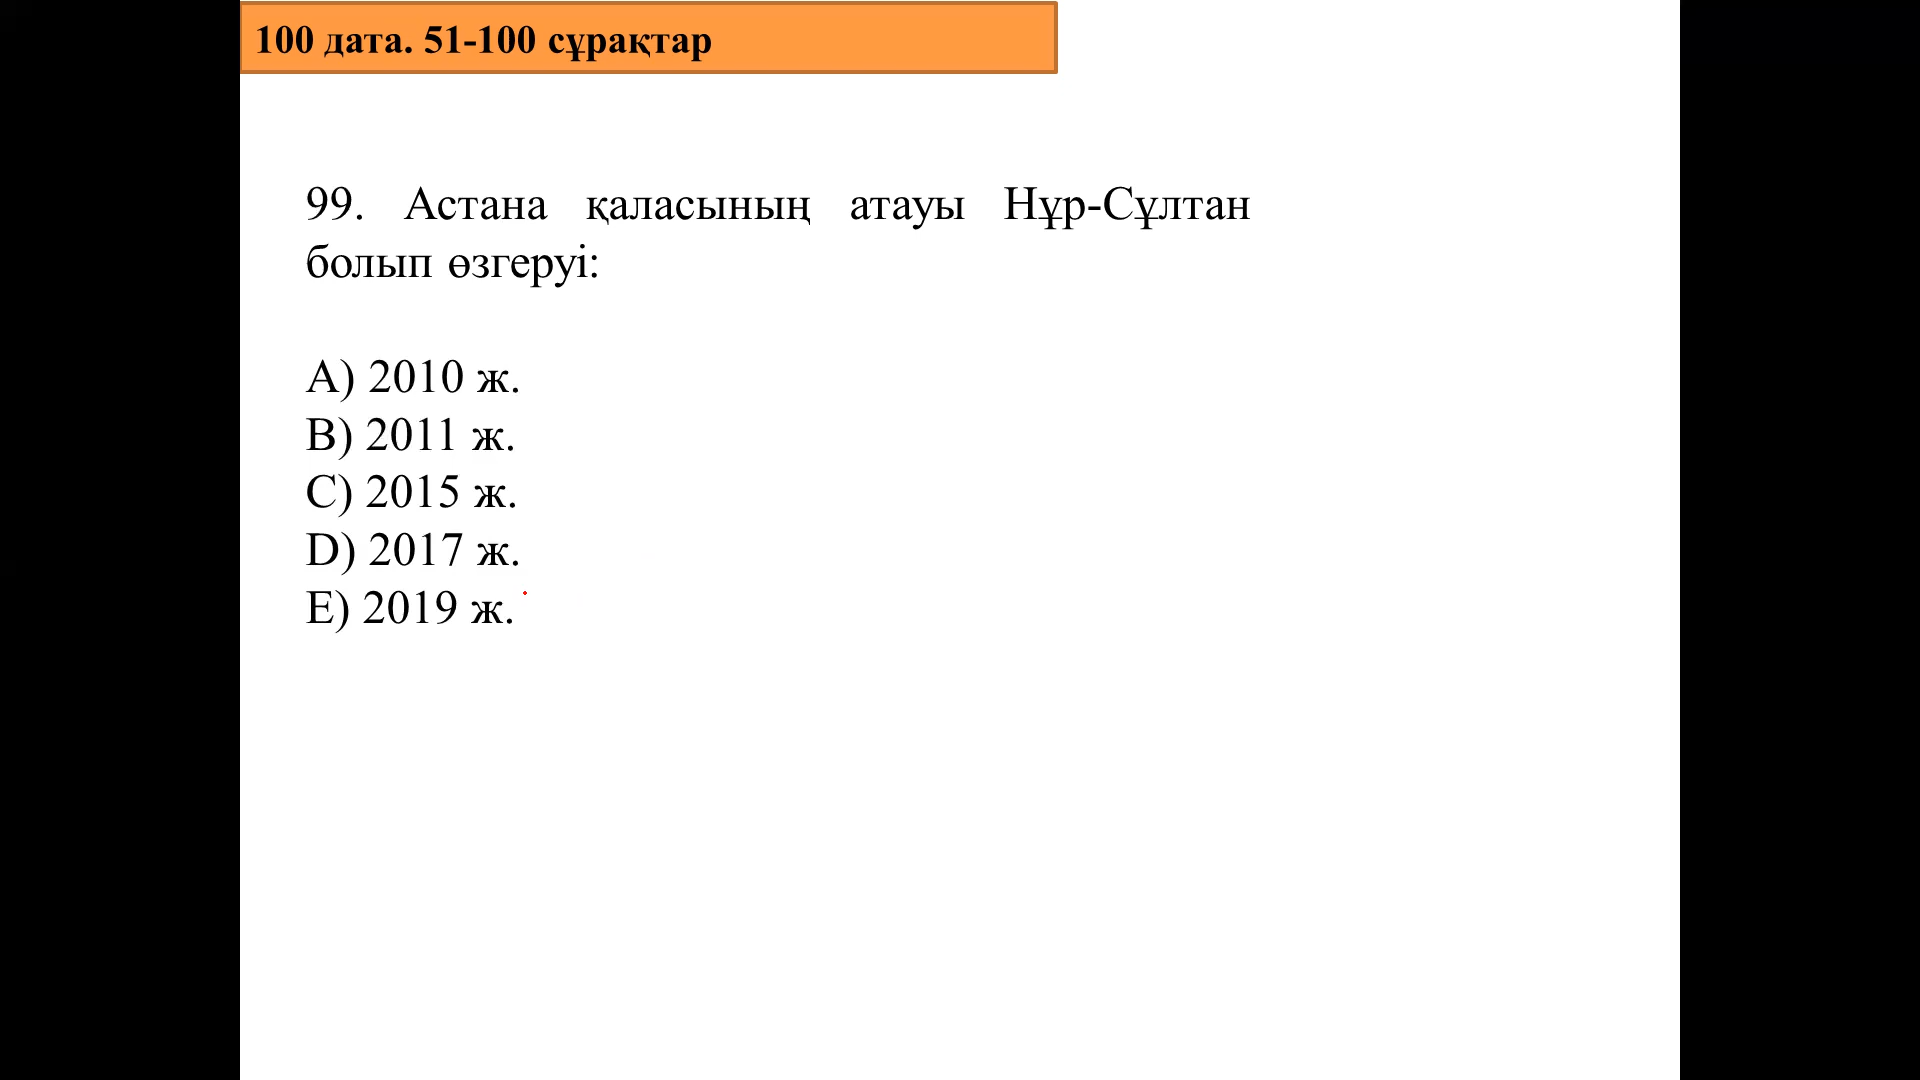 100 дата. 51-100 сұрақтар
99. Астана қаласының атауы Нұр-Сұлтан
болып өзгеруі:
A) 2010 ж.
B) 2011 ж.
C) 2015 ж.
D) 2017 ж.
E) 2019 ж.